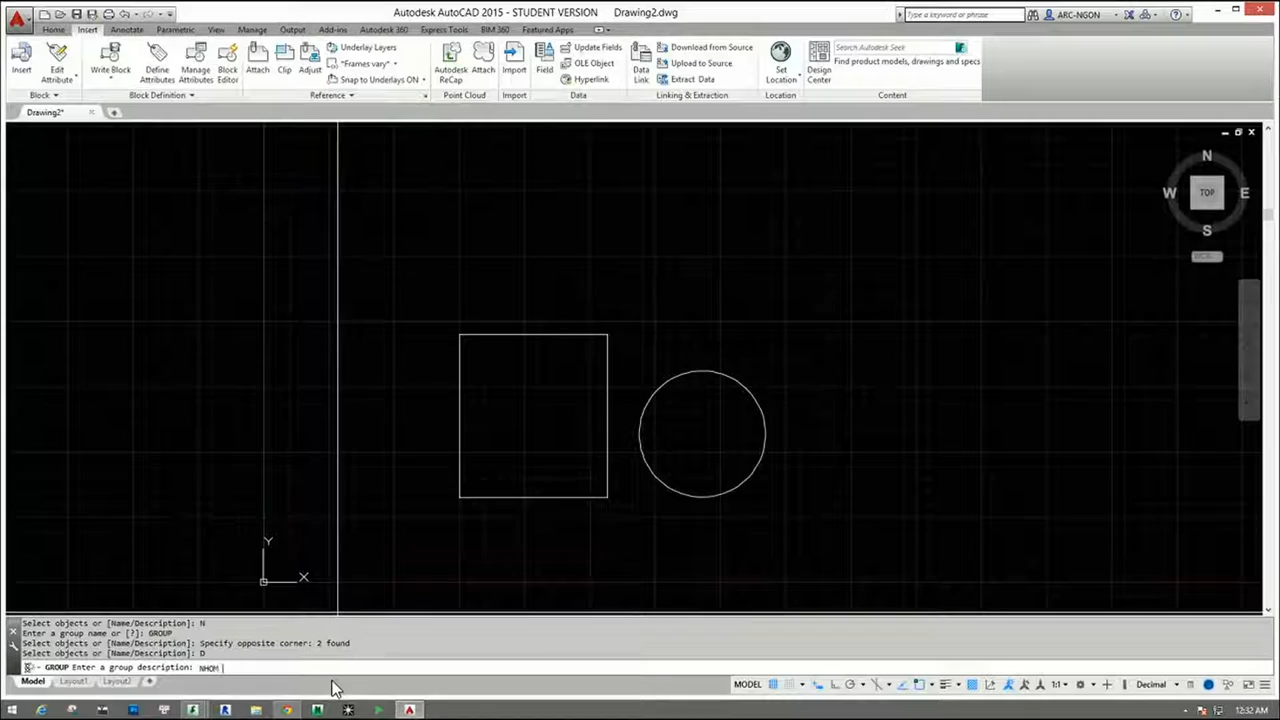 Autodesk AutoCAD 2015 - STUDENT VERSION Drawing2.dwg
Type a keyword or phrase
ARC-NGON
Home Insert Annotate Parametric View Manage Output Add-ins Autodesk 360 Express Tools BIM 360 Featured Apps
Insert
Edit Attribute
Write Block
Define Attributes
Manage Attributes
Block Editor
Attach
Clip
Adjust
Underlay Layers
*Frames vary*
Snap to Underlays ON
Autodesk ReCap
Attach
Import
Field
Update Fields
OLE Object
Hyperlink
Data Link
Download from Source
Upload to Source
Extract Data
Set Location
Design Center
Search Autodesk Seek
Find product models, drawings and specs
Block Block Definition Reference Point Cloud Import Data Linking & Extraction Location Content
Drawing2*
N
W TOP E
S
Y
X
Select objects or [Name/Description]: N
Enter a group name or [?]: GROUP
Select objects or [Name/Description]: Specify opposite corner: 2 found
Select objects or [Name/Description]: D
- GROUP Enter a group description: NHOM
Model Layout1 Layout2
MODEL 1:1 Decimal
12:32 AM